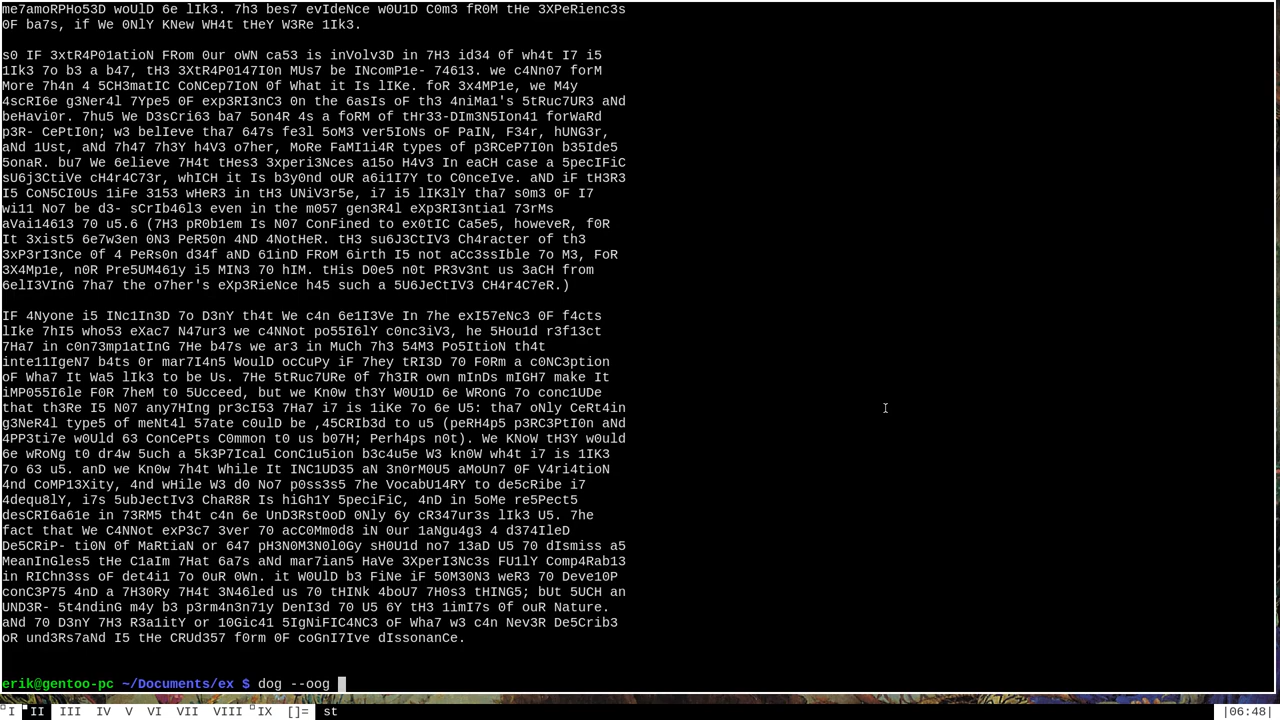 me7amoRPHo53D woUlD 6e lIk3. 7h3 bes7 evIdeNce w0U1D C0m3 fR0M tHe 3XPeRienc3s
0F ba7s, if We 0NlY KNew WH4t tHeY W3Re 1Ik3.
s0 IF 3xtR4P01atioN FRom 0ur oWN ca53 is inVolv3D in 7H3 id34 0f wh4t I7 i5
1Ik3 7o b3 a b47, tH3 3XtR4P0147I0n MUs7 be INcomP1e- 74613. we c4Nn07 forM
More 7h4n 4 5CH3matIC CoNCep7IoN 0f What it Is lIKe. foR 3x4MP1e, we M4y
4scRI6e g3Ner4l 7Ype5 0F exp3RI3nC3 0n the 6asIs oF th3 4niMa1's 5tRuc7UR3 aNd
beHavi0r. 7hu5 We D3sCri63 ba7 5on4R 4s a foRM of tHr33-DIm3N5Ion41 forWaRd
p3R- CePtI0n; w3 belIeve tha7 647s fe3l 5oM3 ver5IoNs oF PaIN, F34r, hUNG3r,
aNd 1Ust, aNd 7h47 7h3Y h4V3 o7her, MoRe FaMI1i4R types of p3RCeP7I0n b35Ide5
5onaR. bu7 We 6elieve 7H4t tHes3 3xperi3Nces a15o H4v3 In eaCH case a 5pecIFiC
sU6j3CtiVe cH4r4C73r, whICH it Is b3y0nd oUR a6i1I7Y to C0nceIve. aND iF tH3R3
I5 CoN5CI0Us 1iFe 3153 wHeR3 in tH3 UNiV3r5e, i7 i5 lIK3lY tha7 s0m3 0F I7
wi11 No7 be d3- sCrIb46l3 even in the m057 gen3R4l eXp3RI3ntia1 73rMs
aVai14613 70 u5.6 (7H3 pR0b1em Is N07 ConFined to ex0tIC Ca5e5, howeveR, f0R
It 3xist5 6e7w3en 0N3 PeR50n 4ND 4NotHeR. tH3 su6J3CtIV3 Ch4racter of th3
3xP3rI3nCe 0f 4 PeRs0n d34f aND 61inD FRoM 6irth I5 not aCc3ssIble 7o M3, FoR
3X4Mp1e, n0R Pre5UM461y i5 MIN3 70 hIM. tHis D0e5 n0t PR3v3nt us 3aCH from
6elI3VInG 7ha7 the o7her's eXp3RieNce h45 such a 5U6JeCtIV3 CH4r4C7eR.)
IF 4Nyone i5 INc1In3D 7o D3nY th4t We c4n 6e1I3Ve In 7he exI57eNc3 0F f4cts
lIke 7hI5 who53 eXac7 N47ur3 we c4NNot po55I6lY c0nc3iV3, he 5Hou1d r3f13ct
7Ha7 in c0n73mp1atInG 7He b47s we ar3 in MuCh 7h3 54M3 Po5ItioN th4t
inte11IgeN7 b4ts 0r mar7I4n5 WoulD ocCuPy iF 7hey tRI3D 70 F0Rm a c0NC3ption
oF Wha7 It Wa5 lIk3 to be Us. 7He 5tRuc7URe 0f 7h3IR own mInDs mIGH7 make It
iMP055I6le F0R 7heM t0 5Ucceed, but we Kn0w th3Y W0U1D 6e WRonG 7o conc1UDe
that th3Re I5 N07 any7HIng pr3cI53 7Ha7 i7 is 1iKe 7o 6e U5: tha7 oNly CeRt4in
g3NeR4l type5 of meNt4l 57ate c0ulD be ,45CRIb3d to u5 (peRH4p5 p3RC3PtI0n aNd
4PP3ti7e w0Uld 63 ConCePts C0mmon t0 us b07H; Perh4ps n0t). We KNoW tH3Y w0uld
6e wRoNg t0 dr4w 5uch a 5k3P7Ical ConC1u5ion b3c4u5e W3 kn0W wh4t i7 is 1IK3
7o 63 u5. anD we Kn0w 7h4t While It INC1UD35 aN 3n0rM0U5 aMoUn7 0F V4ri4tioN
4nd CoMP13Xity, 4nd wHile W3 d0 No7 p0ss3s5 7he VocabU14RY to de5cRibe i7
4dequ8lY, i7s 5ubJectIv3 ChaR8R Is hiGh1Y 5peciFiC, 4nD in 5oMe re5Pect5
desCRI6a61e in 73RM5 th4t c4n 6e UnD3Rst0oD 0Nly 6y cR347ur3s lIk3 U5. 7he
fact that We C4NNot exP3c7 3ver 70 acC0Mm0d8 iN 0ur 1aNgu4g3 4 d374IleD
De5CRiP- ti0N 0f MaRtiaN or 647 pH3N0M3N0l0Gy sH0U1d no7 13aD U5 70 dIsmiss a5
MeanInGles5 tHe C1aIm 7Hat 6a7s aNd mar7ian5 HaVe 3XperI3Nc3s FU1lY Comp4Rab13
in RIChn3ss oF det4i1 7o 0uR 0Wn. it W0UlD b3 FiNe iF 50M30N3 weR3 70 Deve10P
conC3P75 4nD a 7H30Ry 7H4t 3N46led us 70 tHINk 4boU7 7H0s3 tHING5; bUt 5UCH an
UND3R- 5t4ndinG m4y b3 p3rm4n3n71y DenI3d 70 U5 6Y tH3 1imI7s 0f ouR Nature.
aNd 70 D3nY 7H3 R3a1itY or 10Gic41 5IgNiFIC4NC3 oF Wha7 w3 c4n Nev3R De5Crib3
oR und3Rs7aNd I5 tHe CRUd357 f0rm 0F coGnI7Ive dIssonanCe.
erik@gentoo-pc ~/Documents/ex $ dog --oog
I II III IV V VI VII VIII IX []= st |06:48|